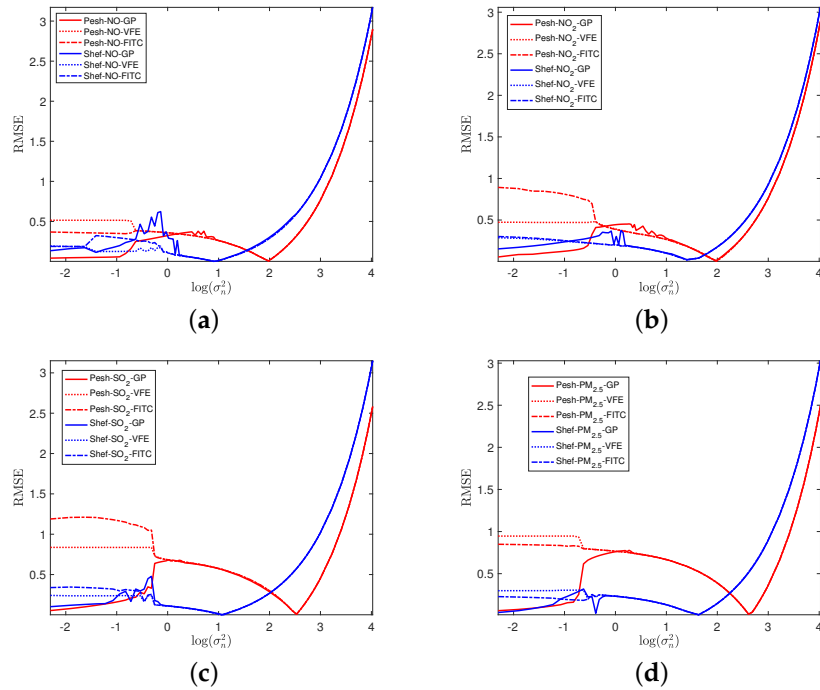 Pesh-NO-GP
Pesh-NO-VFE
Pesh-NO-FITC
Shef-NO-GP
Shef-NO-VFE
Shef-NO-FITC
RMSE
3
2.5
2
1.5
1
0.5
-2 -1 0 1 2 3 4
log(σ²ₙ)
(a)
Pesh-NO₂-GP
Pesh-NO₂-VFE
Pesh-NO₂-FITC
Shef-NO₂-GP
Shef-NO₂-VFE
Shef-NO₂-FITC
RMSE
3
2.5
2
1.5
1
0.5
-2 -1 0 1 2 3 4
log(σ²ₙ)
(b)
Pesh-SO₂-GP
Pesh-SO₂-VFE
Pesh-SO₂-FITC
Shef-SO₂-GP
Shef-SO₂-VFE
Shef-SO₂-FITC
RMSE
3
2.5
2
1.5
1
0.5
-2 -1 0 1 2 3 4
log(σ²ₙ)
(c)
Pesh-PM₂.₅-GP
Pesh-PM₂.₅-VFE
Pesh-PM₂.₅-FITC
Shef-PM₂.₅-GP
Shef-PM₂.₅-VFE
Shef-PM₂.₅-FITC
RMSE
3
2.5
2
1.5
1
0.5
-2 -1 0 1 2 3 4
log(σ²ₙ)
(d)